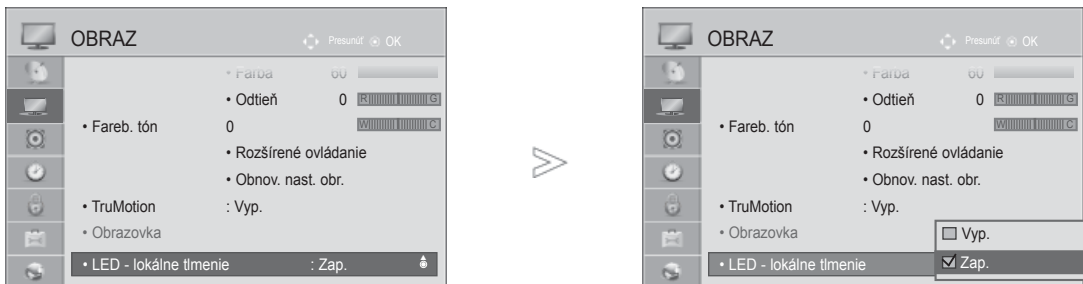 OBRAZ Presunúť OK
• Farba 60
• Odtieň 0 R G
• Fareb. tón 0 W C
• Rozšírené ovládanie
• Obnov. nast. obr.
• TruMotion : Vyp.
• Obrazovka
• LED - lokálne tlmenie : Zap.
OBRAZ Presunúť OK
• Farba 60
• Odtieň 0 R G
• Fareb. tón 0 W C
• Rozšírené ovládanie
• Obnov. nast. obr.
• TruMotion : Vyp.
• Obrazovka
Vyp.
• LED - lokálne tlmenie Zap.